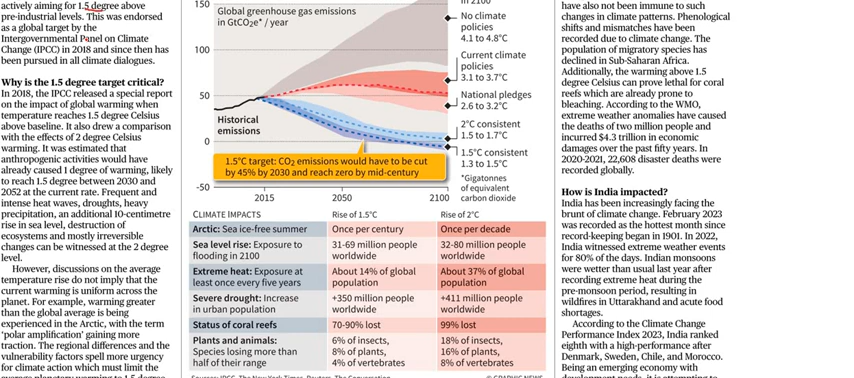 actively aiming for 1.5 degree above
pre-industrial levels. This was endorsed
as a global target by the
Intergovernmental Panel on Climate
Change (IPCC) in 2018 and since then has
been pursued in all climate dialogues.
Why is the 1.5 degree target critical?
In 2018, the IPCC released a special report
on the impact of global warming when
temperature reaches 1.5 degree Celsius
above baseline. It also drew a comparison
with the effects of 2 degree Celsius
warming. It was estimated that
anthropogenic activities would have
already caused 1 degree of warming, likely
to reach 1.5 degree between 2030 and
2052 at the current rate. Frequent and
intense heat waves, droughts, heavy
precipitation, an additional 10-centimetre
rise in sea level, destruction of
ecosystems and mostly irreversible
changes can be witnessed at the 2 degree
level.
However, discussions on the average
temperature rise do not imply that the
current warming is uniform across the
planet. For example, warming greater
than the global average is being
experienced in the Arctic, with the term
'polar amplification' gaining more
traction. The regional differences and the
vulnerability factors spell more urgency
for climate action which must limit the
average planetary warming to 1.5 degree
150
Global greenhouse gas emissions
in GtCO2e* / year
100
50
Historical
emissions
0
1.5°C target: CO2 emissions would have to be cut
by 45% by 2030 and reach zero by mid-century
-50
2015
2050
2100
in 2100
No climate
policies
4.1 to 4.8°C
Current climate
policies
3.1 to 3.7°C
National pledges
2.6 to 3.2°C
2°C consistent
1.5 to 1.7°C
1.5°C consistent
1.3 to 1.5°C
*Gigatonnes
of equivalent
carbon dioxide
CLIMATE IMPACTS Rise of 1.5°C Rise of 2°C
Arctic: Sea ice-free summer Once per century Once per decade
Sea level rise: Exposure to 31-69 million people 32-80 million people
flooding in 2100 worldwide worldwide
Extreme heat: Exposure at About 14% of global About 37% of global
least once every five years population population
Severe drought: Increase +350 million people +411 million people
in urban population worldwide worldwide
Status of coral reefs 70-90% lost 99% lost
Plants and animals: 6% of insects, 18% of insects,
Species losing more than 8% of plants, 16% of plants,
half of their range 4% of vertebrates 8% of vertebrates
Sources: IPCC, The New York Times, Reuters, The Conversation © GRAPHIC NEWS
have also not been immune to such
changes in climate patterns. Phenological
shifts and mismatches have been
recorded due to climate change. The
population of migratory species has
declined in Sub-Saharan Africa.
Additionally, the warming above 1.5
degree Celsius can prove lethal for coral
reefs which are already prone to
bleaching. According to the WMO,
extreme weather anomalies have caused
the deaths of two million people and
incurred $4.3 trillion in economic
damages over the past fifty years. In
2020-2021, 22,608 disaster deaths were
recorded globally.
How is India impacted?
India has been increasingly facing the
brunt of climate change. February 2023
was recorded as the hottest month since
record-keeping began in 1901. In 2022,
India witnessed extreme weather events
for 80% of the days. Indian monsoons
were wetter than usual last year after
recording extreme heat during the
pre-monsoon period, resulting in
wildfires in Uttarakhand and acute food
shortages.
According to the Climate Change
Performance Index 2023, India ranked
eighth with a high-performance after
Denmark, Sweden, Chile, and Morocco.
Being an emerging economy with
development needs, it is attempting to